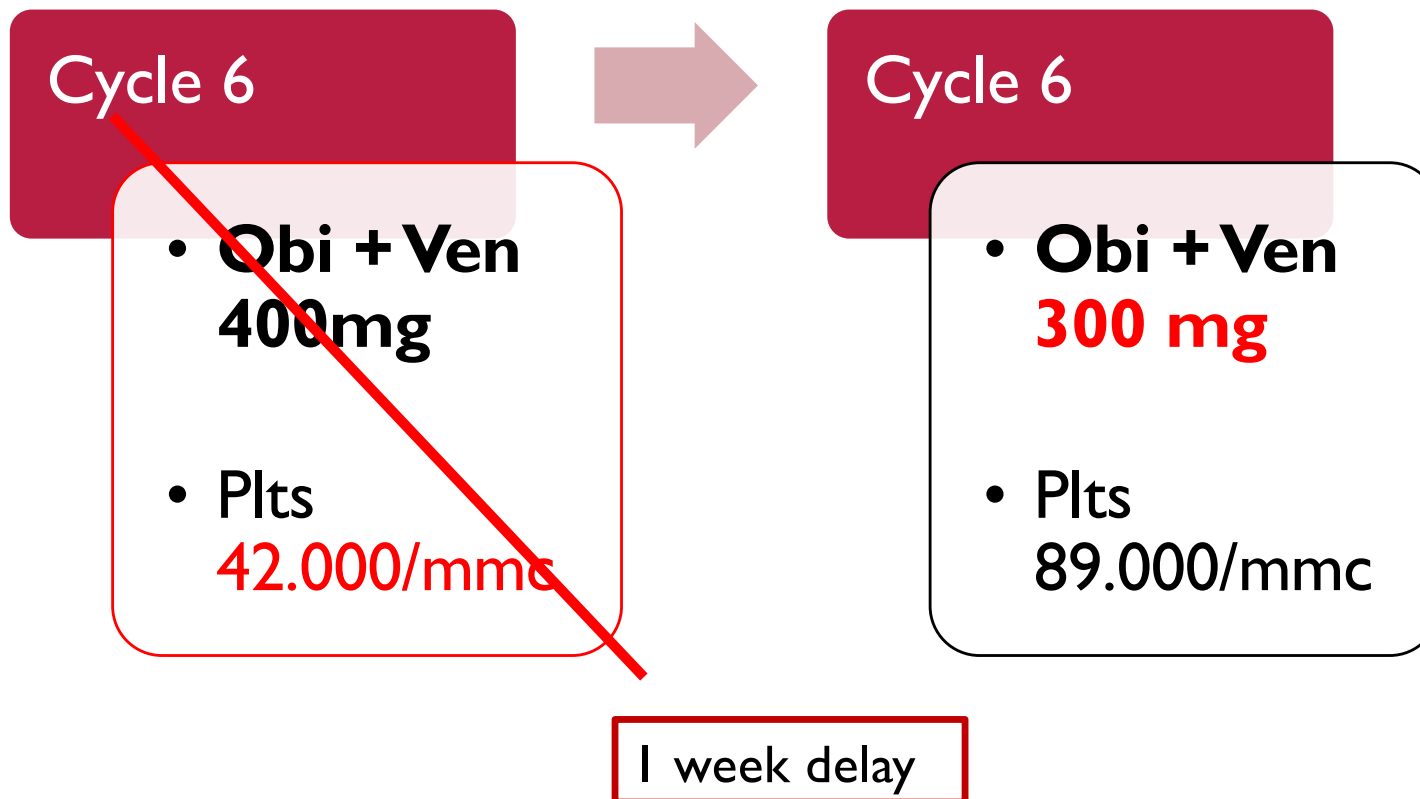 Cycle 6
• Obi + Ven
400mg
• Plts
42.000/mmc
Cycle 6
• Obi + Ven
300 mg
• Plts
89.000/mmc
1 week delay